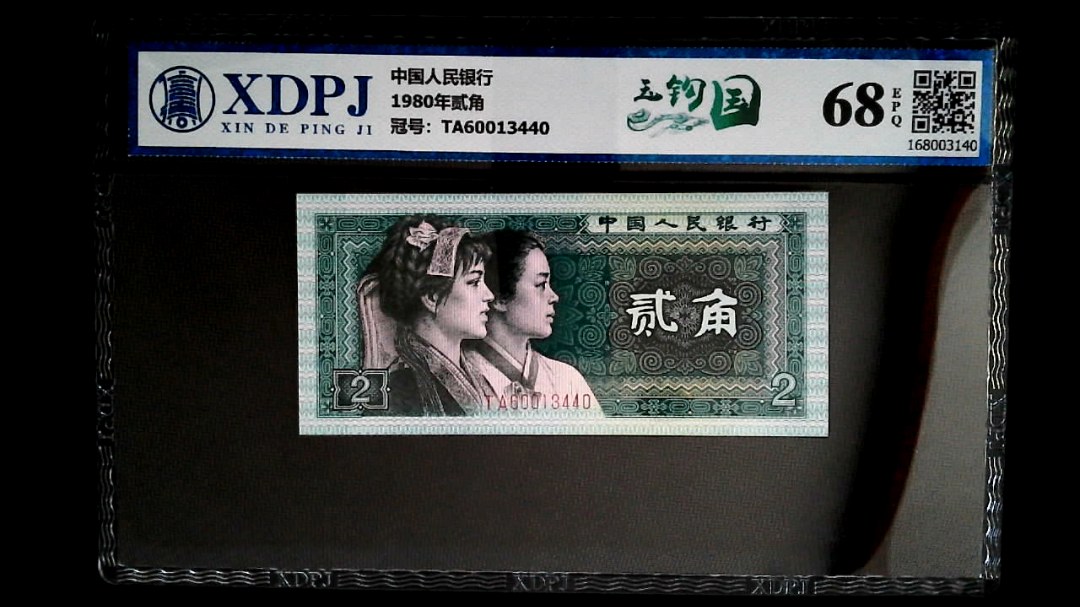 XDPJ
XIN DE PING JI
中国人民银行
1980年贰角
冠号：TA60013440
玉钩国
68 EPQ
168003140
中国人民银行
贰角
2
2
TA60013440
XDPJ
XDPJ
XDPJ